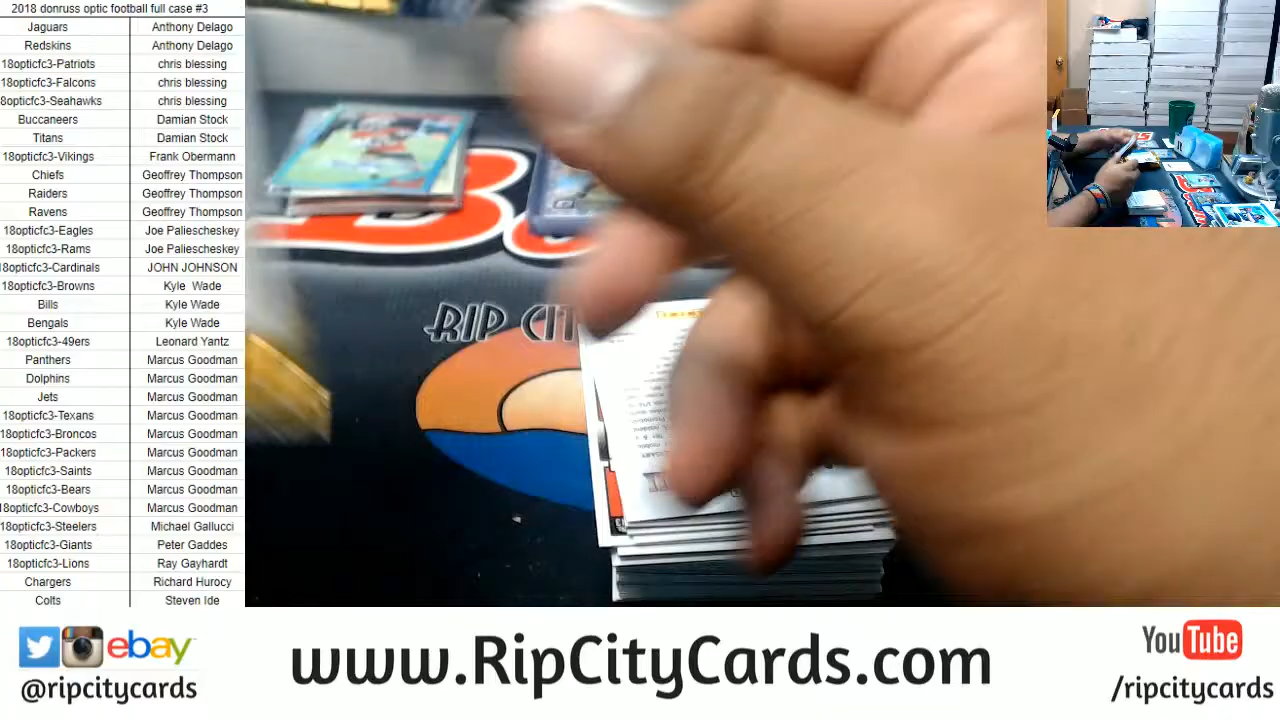 2018 donruss optic football full case #3
Jaguars Anthony Delago
Redskins Anthony Delago
18opticfc3-Patriots chris blessing
18opticfc3-Falcons chris blessing
8opticfc3-Seahawks chris blessing
Buccaneers Damian Stock
Titans Damian Stock
18opticfc3-Vikings Frank Obermann
Chiefs Geoffrey Thompson
Raiders Geoffrey Thompson
Ravens Geoffrey Thompson
18opticfc3-Eagles Joe Paliescheskey
18opticfc3-Rams Joe Paliescheskey
8opticfc3-Cardinals JOHN JOHNSON
18opticfc3-Browns Kyle Wade
Bills Kyle Wade
Bengals Kyle Wade
18opticfc3-49ers Leonard Yantz
Panthers Marcus Goodman
Dolphins Marcus Goodman
Jets Marcus Goodman
18opticfc3-Texans Marcus Goodman
8opticfc3-Broncos Marcus Goodman
8opticfc3-Packers Marcus Goodman
18opticfc3-Saints Marcus Goodman
18opticfc3-Bears Marcus Goodman
8opticfc3-Cowboys Marcus Goodman
18opticfc3-Steelers Michael Gallucci
18opticfc3-Giants Peter Gaddes
18opticfc3-Lions Ray Gayhardt
Chargers Richard Hurocy
Colts Steven Ide
RIP CIT
ebay
@ripcitycards
www.RipCityCards.com
YouTube
/ripcitycards